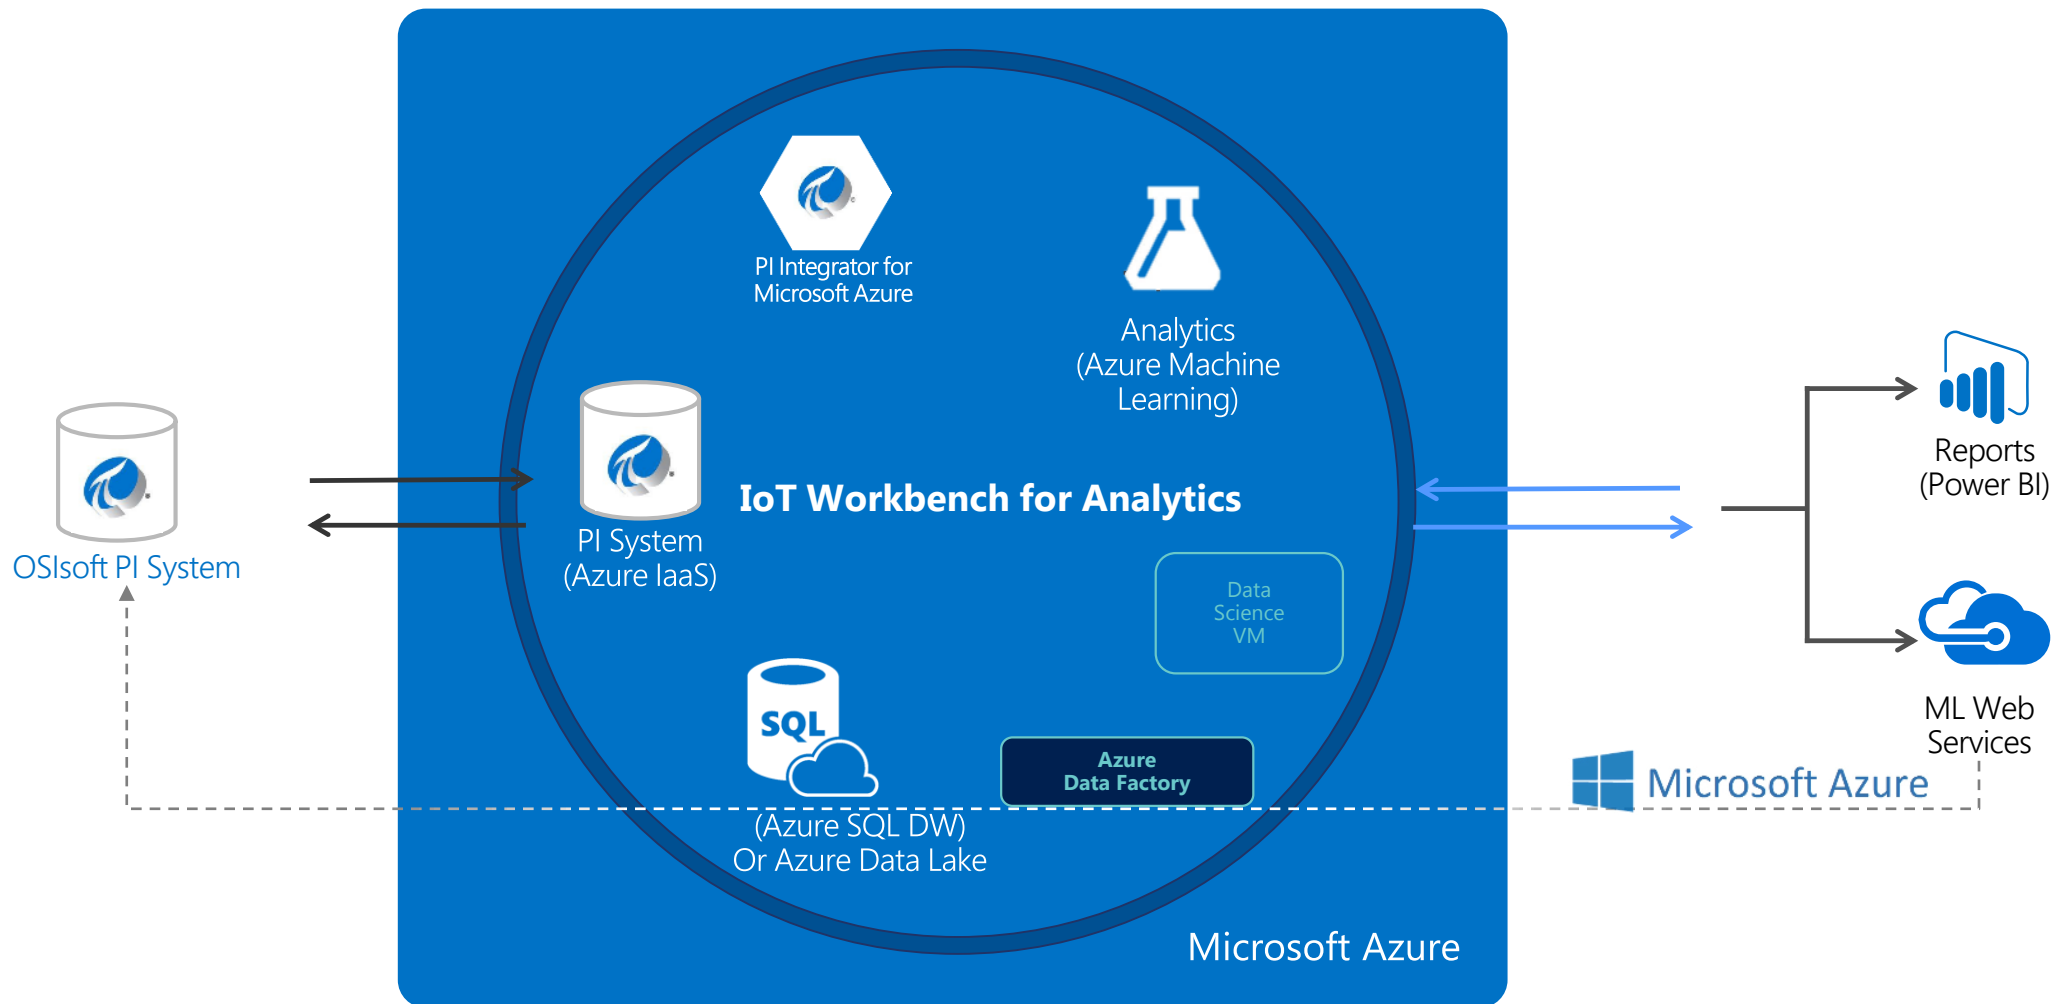 PI Integrator for
Microsoft Azure
Analytics
(Azure Machine
Learning)
Reports
(Power BI)
IoT Workbench for Analytics
OSIsoft PI System
PI System
(Azure IaaS)
Data
Science
VM
SQL
Azure
Data Factory
ML Web
Services
Microsoft Azure
(Azure SQL DW)
Or Azure Data Lake
Microsoft Azure